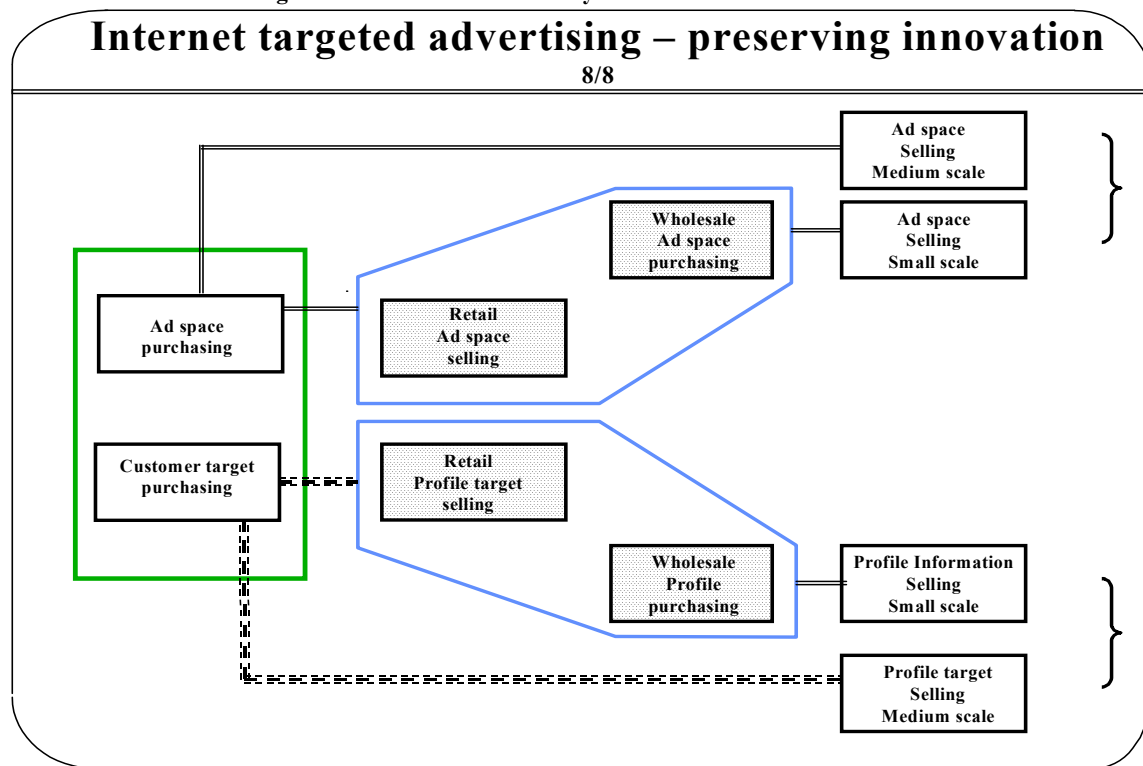 Internet targeted advertising – preserving innovation
8/8
Ad space
Selling
Medium scale
Wholesale
Ad space
purchasing
Ad space
Selling
Small scale
Ad space
purchasing
Retail
Ad space
selling
Customer target
purchasing
Retail
Profile target
selling
Wholesale
Profile
purchasing
Profile Information
Selling
Small scale
Profile target
Selling
Medium scale